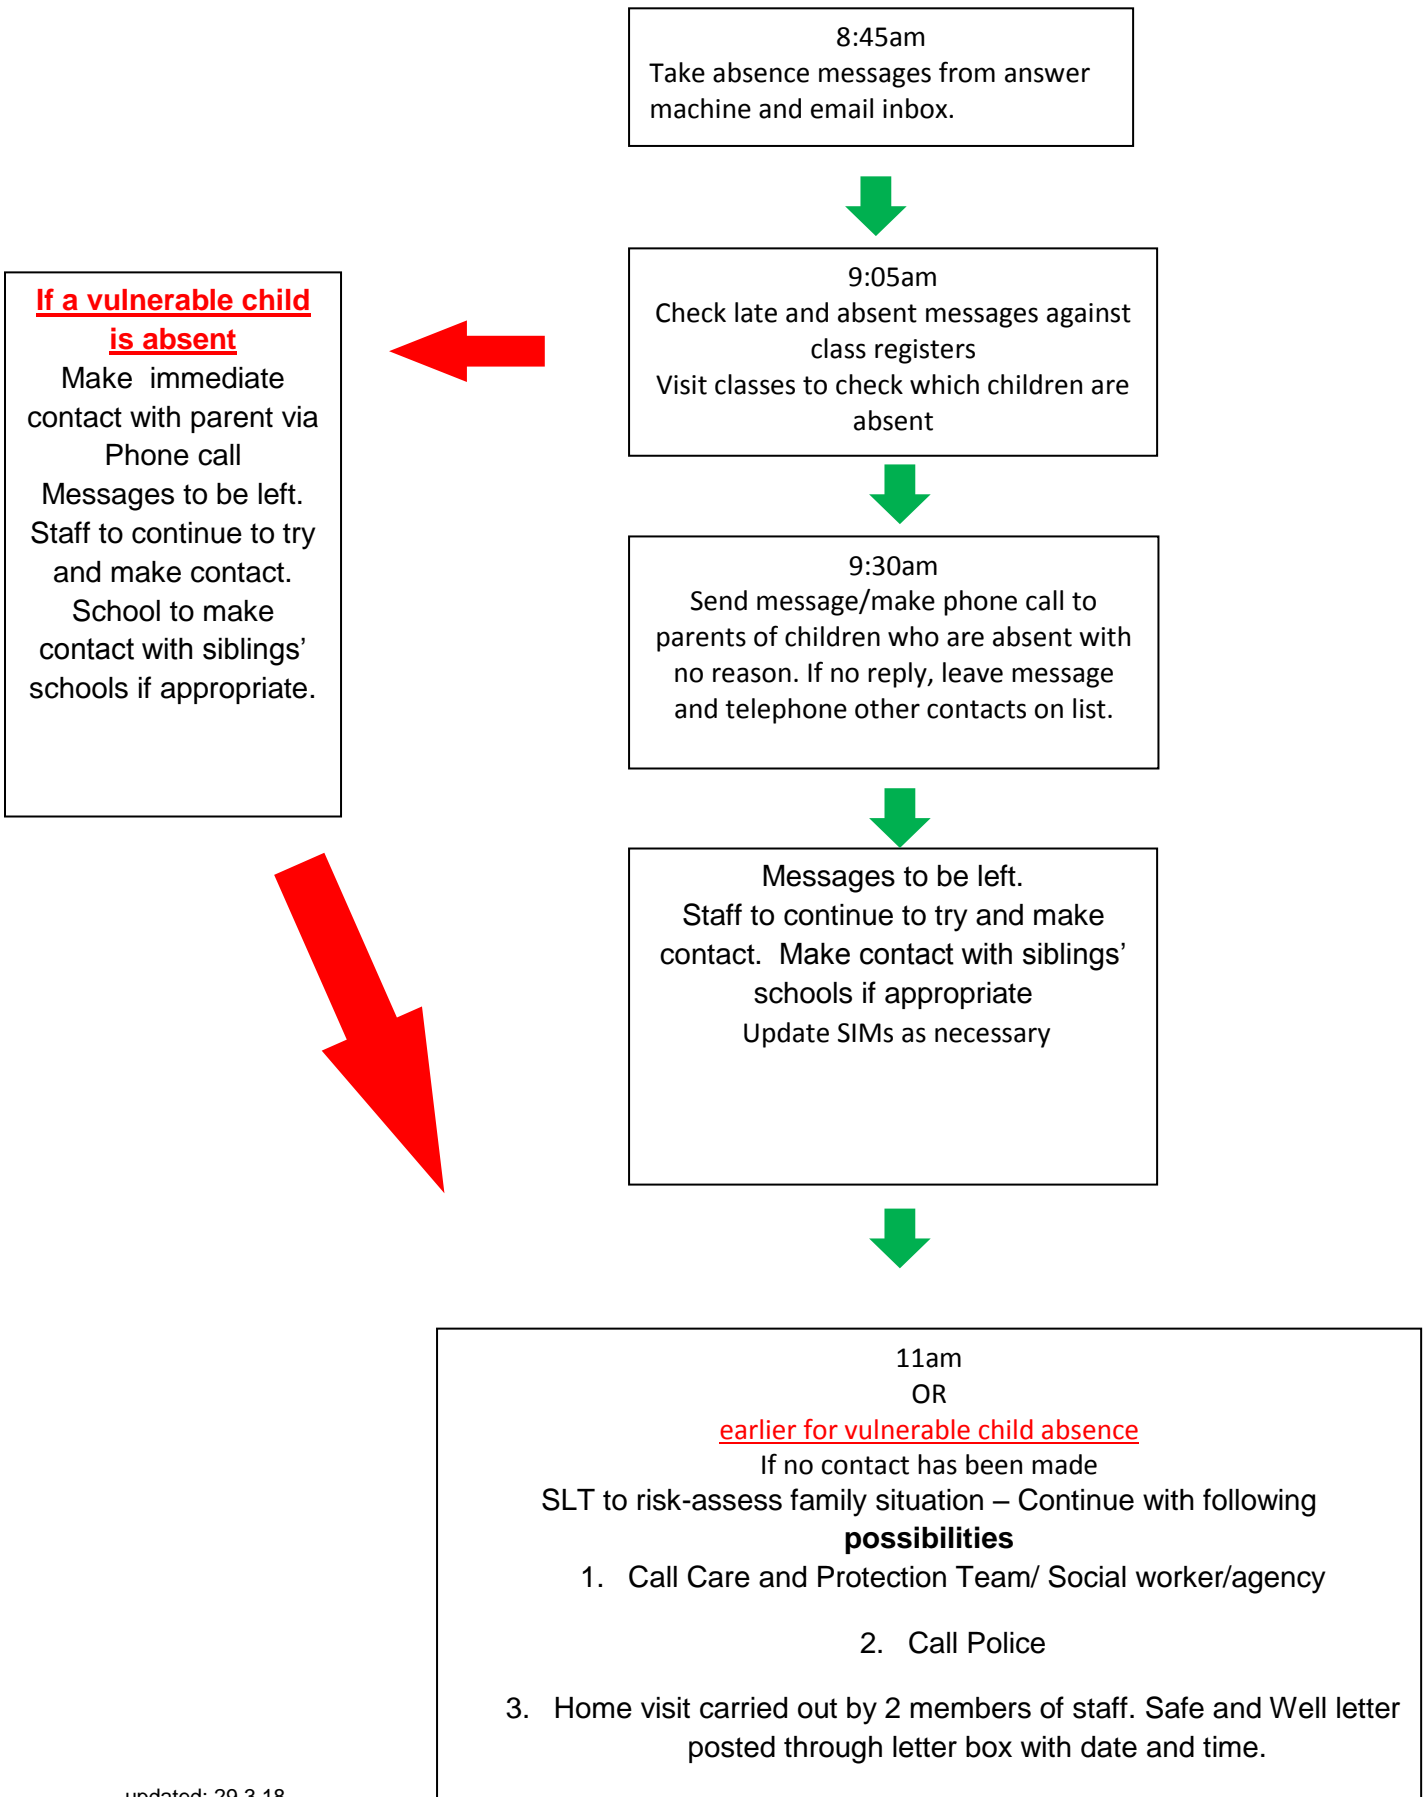 8:45am
Take absence messages from answer
machine and email inbox.
9:05am
Check late and absent messages against
class registers
Visit classes to check which children are
absent
If a vulnerable child
is absent
Make immediate
contact with parent via
Phone call
Messages to be left.
Staff to continue to try
and make contact.
School to make
contact with siblings’
schools if appropriate.
9:30am
Send message/make phone call to
parents of children who are absent with
no reason. If no reply, leave message
and telephone other contacts on list.
Messages to be left.
Staff to continue to try and make
contact. Make contact with siblings’
schools if appropriate
Update SIMs as necessary
11am
OR
earlier for vulnerable child absence
If no contact has been made
SLT to risk-assess family situation – Continue with following
possibilities
1. Call Care and Protection Team/ Social worker/agency
2. Call Police
3. Home visit carried out by 2 members of staff. Safe and Well letter
posted through letter box with date and time.
updated: 29.3.18